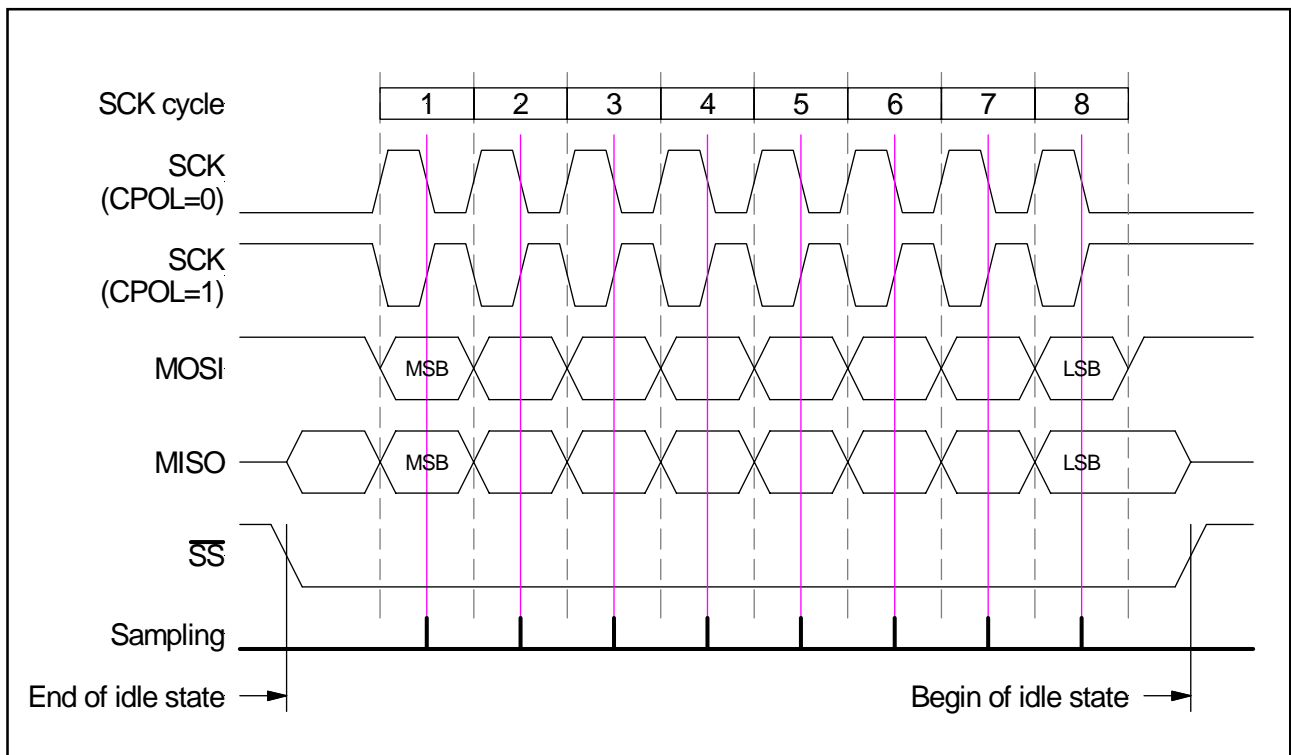 SCK cycle 1 2 3 4 5 6 7 8
SCK
(CPOL=0)
SCK
(CPOL=1)
MOSI MSB LSB
MISO MSB LSB
SS
Sampling
End of idle state Begin of idle state